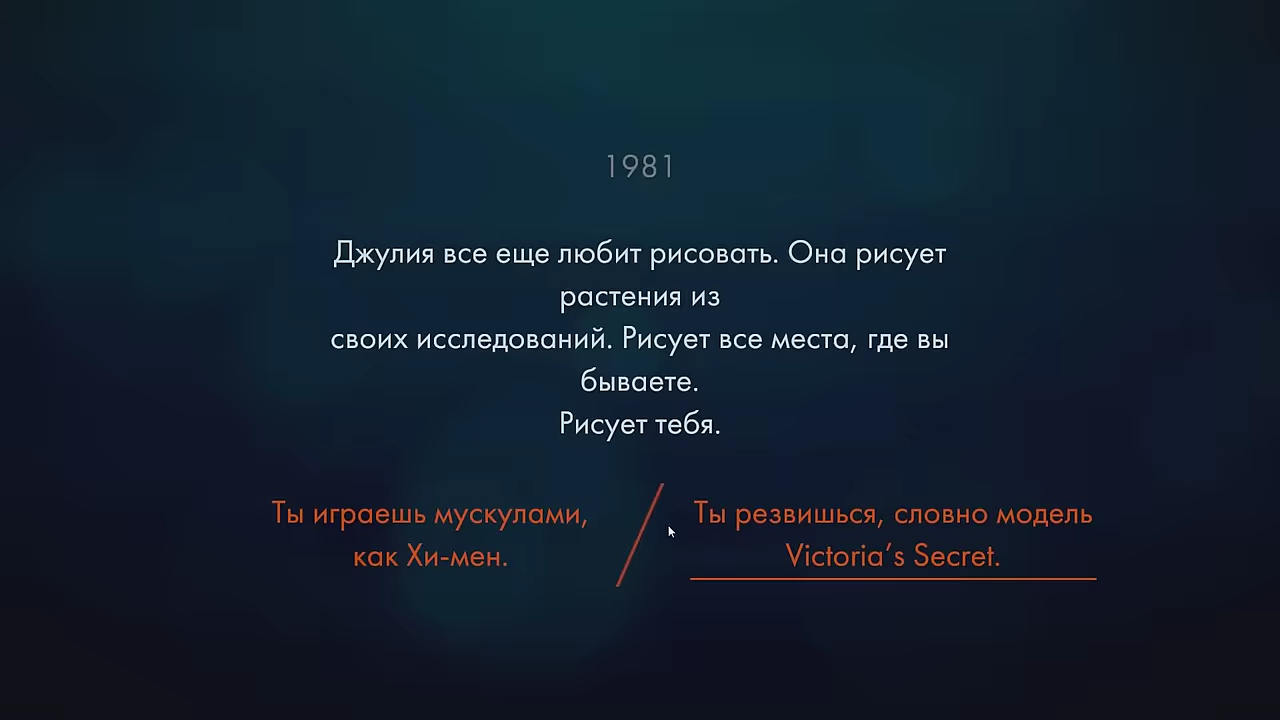 1981
Джулия все еще любит рисовать. Она рисует
растения из
своих исследований. Рисует все места, где вы
бываете.
Рисует тебя.
Ты играешь мускулами,
как Хи-мен.
Ты резвишься, словно модель
Victoria’s Secret.